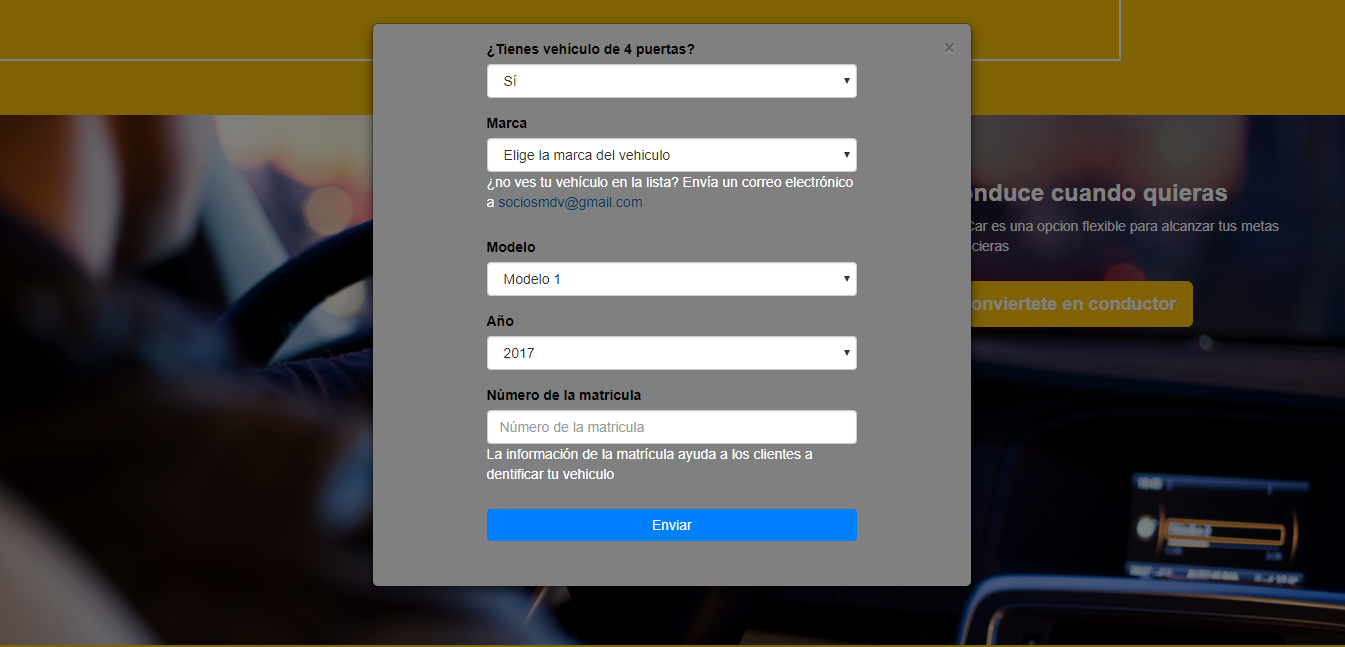 ¿Tienes vehículo de 4 puertas?
×
Sí
Marca
Elige la marca del vehiculo
¿no ves tu vehículo en la lista? Envía un correo electrónico
a sociosmdv@gmail.com
Modelo
Modelo 1
Año
2017
Número de la matricula
Número de la matricula
La información de la matrícula ayuda a los clientes a
dentificar tu vehiculo
Enviar
onduce cuando quieras
Car es una opcion flexible para alcanzar tus metas
cieras
onviertete en conductor